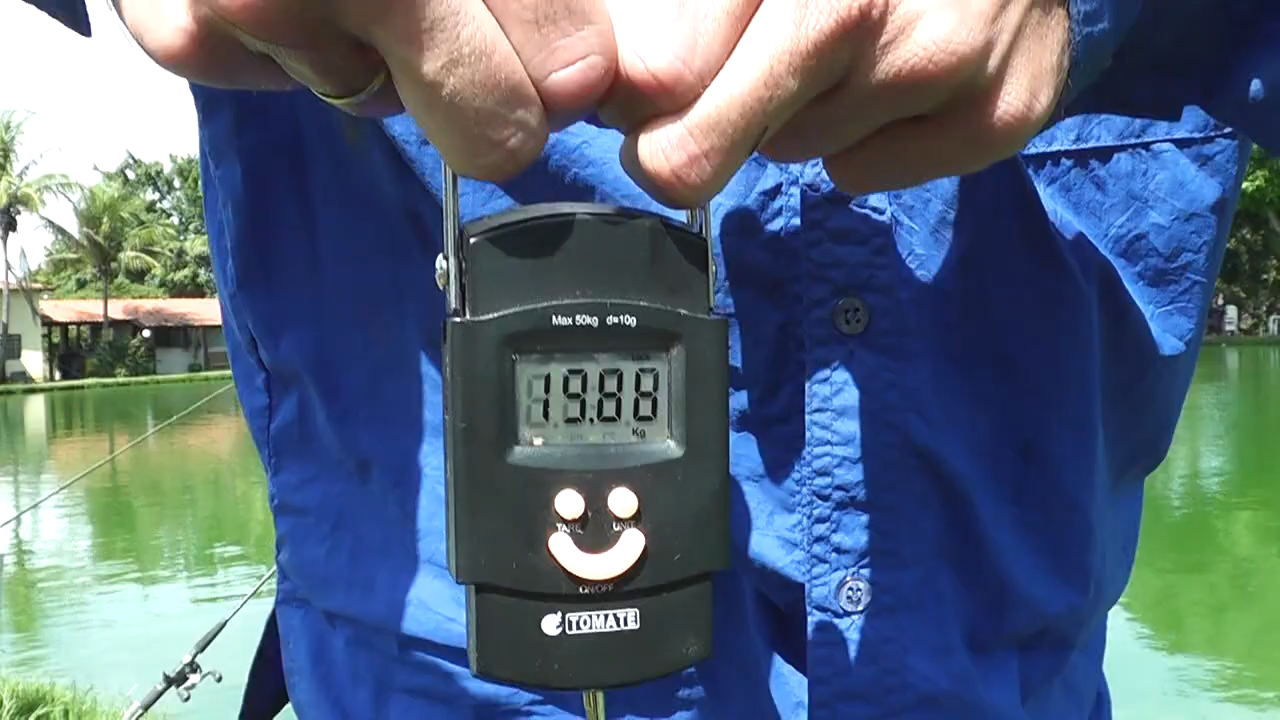 Max 50kg d=10g
19.88
Kg
TARE UNIT
ON/OFF
TOMATE